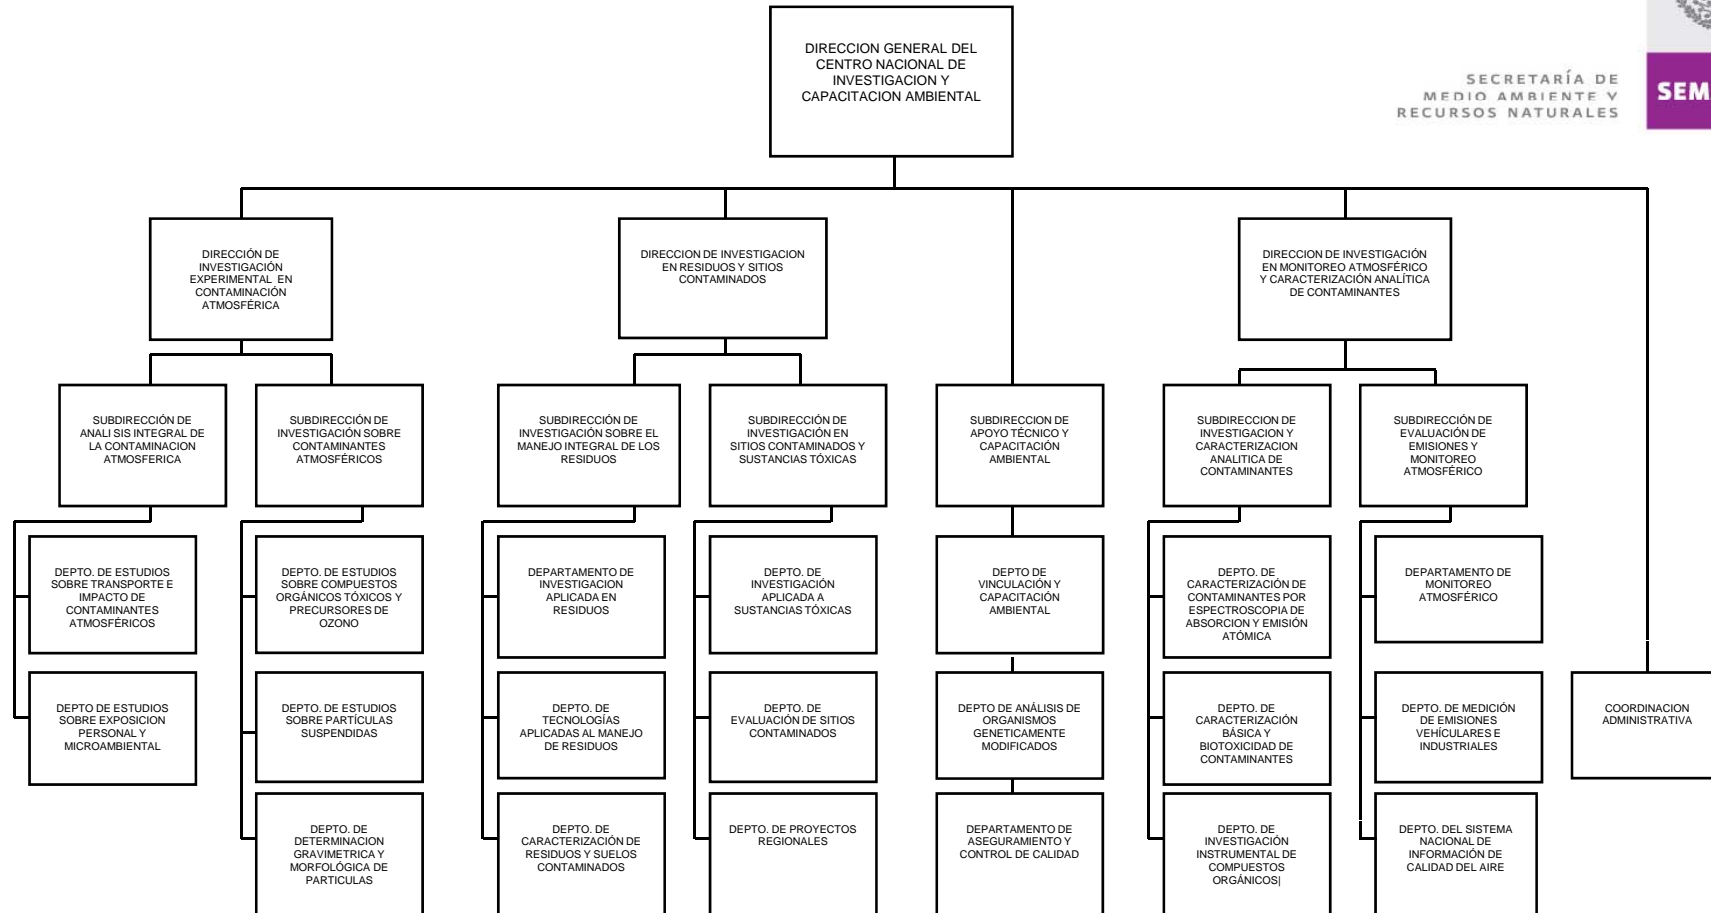 DIRECCION GENERAL DEL
CENTRO NACIONAL DE
INVESTIGACION Y
CAPACITACION AMBIENTAL
SECRETARÍA DE
MEDIO AMBIENTE Y
RECURSOS NATURALES
SEM
DIRECCIÓN DE
INVESTIGACIÓN
EXPERIMENTAL EN
CONTAMINACIÓN
ATMOSFÉRICA
DIRECCION DE INVESTIGACION
EN RESIDUOS Y SITIOS
CONTAMINADOS
DIRECCION DE INVESTIGACIÓN
EN MONITOREO ATMOSFÉRICO
Y CARACTERIZACIÓN ANALÍTICA
DE CONTAMINANTES
SUBDIRECCIÓN DE
ANALI SIS INTEGRAL DE
LA CONTAMINACION
ATMOSFERICA
SUBDIRECCIÓN DE
INVESTIGACIÓN SOBRE
CONTAMINANTES
ATMOSFÉRICOS
SUBDIRECCIÓN DE
INVESTIGACIÓN SOBRE EL
MANEJO INTEGRAL DE LOS
RESIDUOS
SUBDIRECCIÓN DE
INVESTIGACIÓN EN
SITIOS CONTAMINADOS Y
SUSTANCIAS TÓXICAS
SUBDIRECCION DE
APOYO TÉCNICO Y
CAPACITACIÓN
AMBIENTAL
SUBDIRECCION DE
INVESTIGACION Y
CARACTERIZACION
ANALITICA DE
CONTAMINANTES
SUBDIRECCIÓN DE
EVALUACIÓN DE
EMISIONES Y
MONITOREO
ATMOSFÉRICO
DEPTO. DE ESTUDIOS
SOBRE TRANSPORTE E
IMPACTO DE
CONTAMINANTES
ATMOSFÉRICOS
DEPTO. DE ESTUDIOS
SOBRE COMPUESTOS
ORGÁNICOS TÓXICOS Y
PRECURSORES DE
OZONO
DEPARTAMENTO DE
INVESTIGACION
APLICADA EN
RESIDUOS
DEPTO. DE
INVESTIGACIÓN
APLICADA A
SUSTANCIAS TÓXICAS
DEPTO DE
VINCULACIÓN Y
CAPACITACIÓN
AMBIENTAL
DEPTO. DE
CARACTERIZACIÓN DE
CONTAMINANTES POR
ESPECTROSCOPIA DE
ABSORCION Y EMISIÓN
ATÓMICA
DEPARTAMENTO DE
MONITOREO
ATMOSFÉRICO
DEPTO DE ESTUDIOS
SOBRE EXPOSICION
PERSONAL Y
MICROAMBIENTAL
DEPTO. DE ESTUDIOS
SOBRE PARTÍCULAS
SUSPENDIDAS
DEPTO. DE
TECNOLOGÍAS
APLICADAS AL MANEJO
DE RESIDUOS
DEPTO. DE
EVALUACIÓN DE SITIOS
CONTAMINADOS
DEPTO DE ANÁLISIS DE
ORGANISMOS
GENETICAMENTE
MODIFICADOS
DEPTO. DE
CARACTERIZACIÓN
BÁSICA Y
BIOTOXICIDAD DE
CONTAMINANTES
DEPTO. DE MEDICIÓN
DE EMISIONES
VEHÍCULARES E
INDUSTRIALES
COORDINACION
ADMINISTRATIVA
DEPTO. DE
DETERMINACION
GRAVIMETRICA Y
MORFOLÓGICA DE
PARTICULAS
DEPTO. DE
CARACTERIZACIÓN DE
RESIDUOS Y SUELOS
CONTAMINADOS
DEPTO. DE PROYECTOS
REGIONALES
DEPARTAMENTO DE
ASEGURAMIENTO Y
CONTROL DE CALIDAD
DEPTO. DE
INVESTIGACIÓN
INSTRUMENTAL DE
COMPUESTOS
ORGÁNICOS|
DEPTO. DEL SISTEMA
NACIONAL DE
INFORMACIÓN DE
CALIDAD DEL AIRE